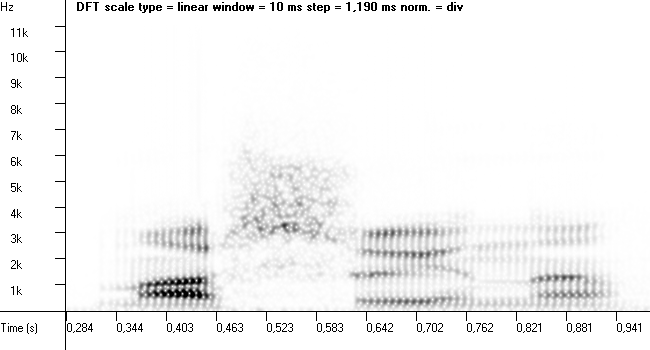 Hz DFT scale type = linear window = 10 ms step = 1,190 ms norm. = div
11k
10k
9k
8k
7k
6k
5k
4k
3k
2k
1k
Time (s) 0,284 0,344 0,403 0,463 0,523 0,583 0,642 0,702 0,762 0,821 0,881 0,941